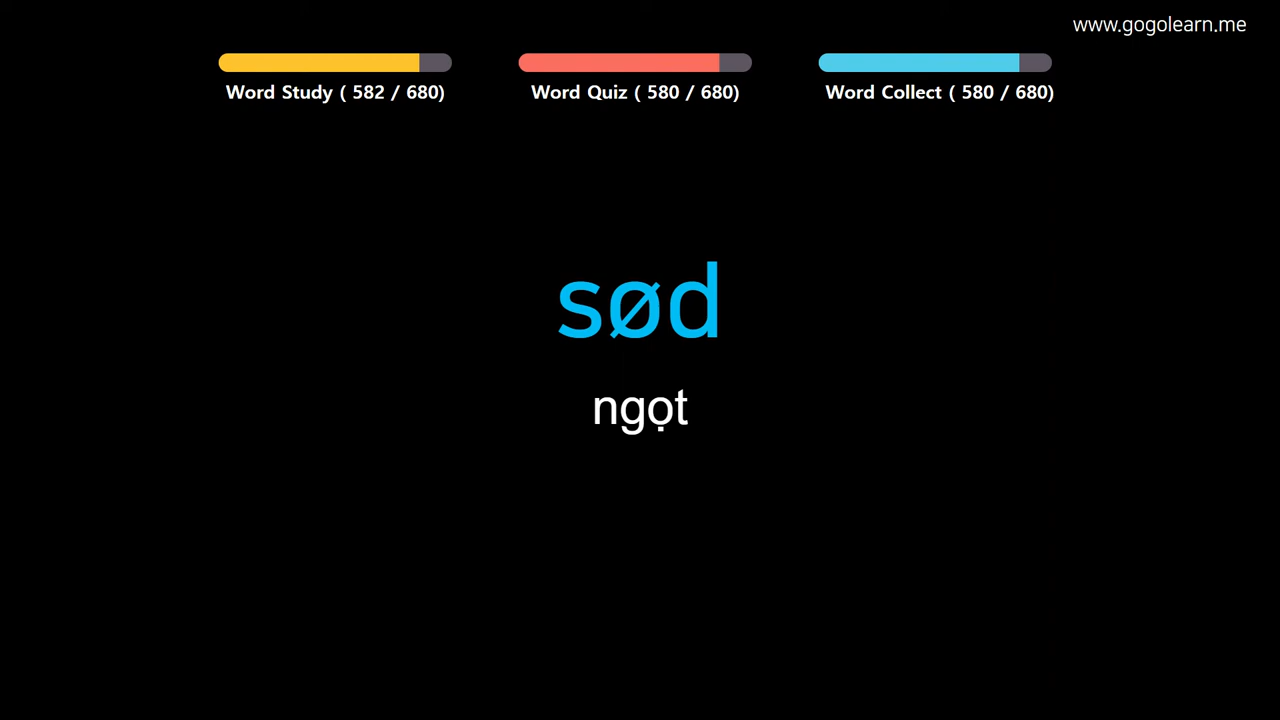 www.gogolearn.me
Word Study ( 582 / 680)
Word Quiz ( 580 / 680)
Word Collect ( 580 / 680)
sød
ngọt